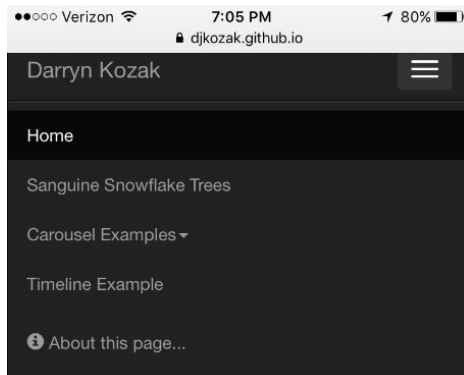 Verizon 7:05 PM 80%
djkozak.github.io
Darryn Kozak
Home
Sanguine Snowflake Trees
Carousel Examples
Timeline Example
About this page...